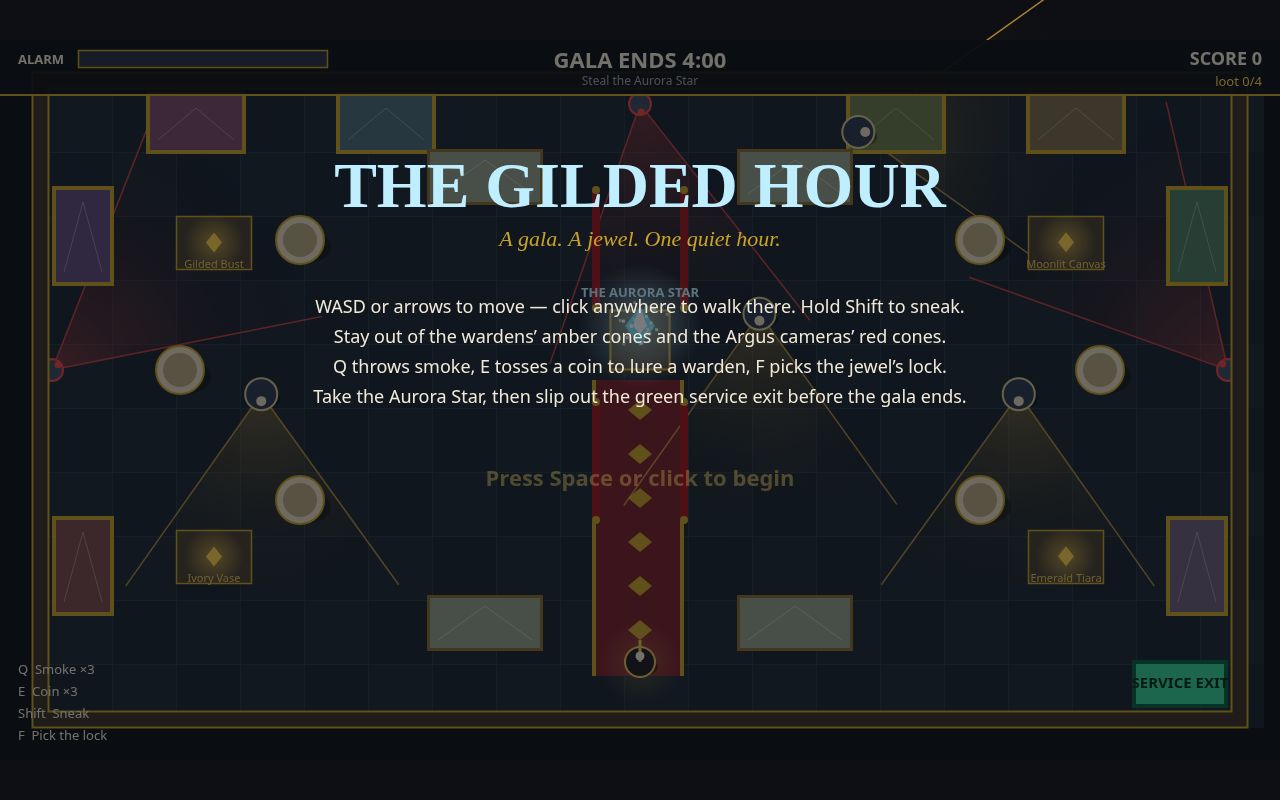 ALARM
GALA ENDS 4:00
Steal the Aurora Star
SCORE 0
loot 0/4
THE GILDED HOUR
A gala. A jewel. One quiet hour.
Gilded Bust
Moonlit Canvas
THE AURORA STAR
WASD or arrows to move — click anywhere to walk there. Hold Shift to sneak.
Stay out of the wardens’ amber cones and the Argus cameras’ red cones.
Q throws smoke, E tosses a coin to lure a warden, F picks the jewel’s lock.
Take the Aurora Star, then slip out the green service exit before the gala ends.
Press Space or click to begin
Ivory Vase
Emerald Tiara
Q Smoke ×3
E Coin ×3
Shift Sneak
F Pick the lock
SERVICE EXIT